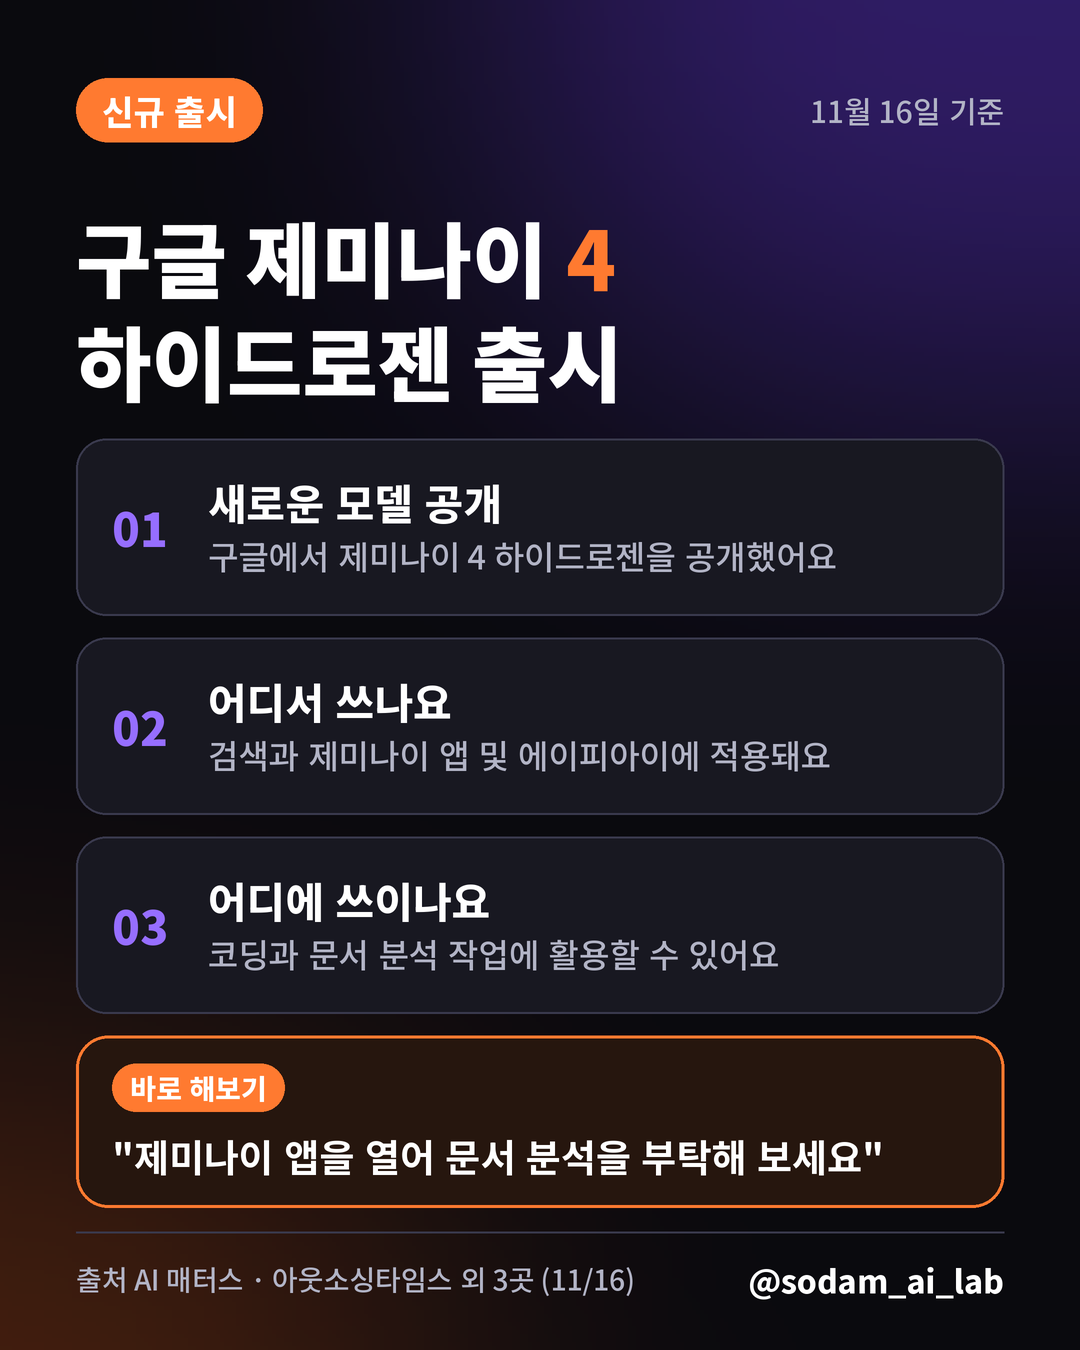 신규 출시
11월 16일 기준
구글 제미나이 4
하이드로젠 출시
01
새로운 모델 공개
구글에서 제미나이 4 하이드로젠을 공개했어요
02
어디서 쓰나요
검색과 제미나이 앱 및 에이피아이에 적용돼요
03
어디에 쓰이나요
코딩과 문서 분석 작업에 활용할 수 있어요
바로 해보기
"제미나이 앱을 열어 문서 분석을 부탁해 보세요"
출처 AI 매터스 · 아웃소싱타임스 외 3곳 (11/16)
@sodam_ai_lab